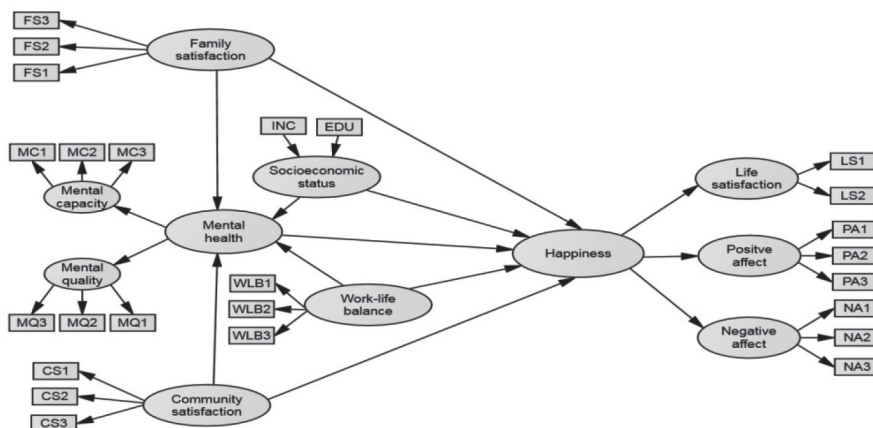 FS3
FS2
FS1
Family
satisfaction
INC
EDU
MC1
MC2
MC3
Mental
capacity
Socioeconomic
status
Mental
health
Mental
quality
MQ3
MQ2
MQ1
WLB1
WLB2
WLB3
Work-life
balance
CS1
CS2
CS3
Community
satisfaction
Happiness
Life
satisfaction
LS1
LS2
Positve
affect
PA1
PA2
PA3
Negative
affect
NA1
NA2
NA3